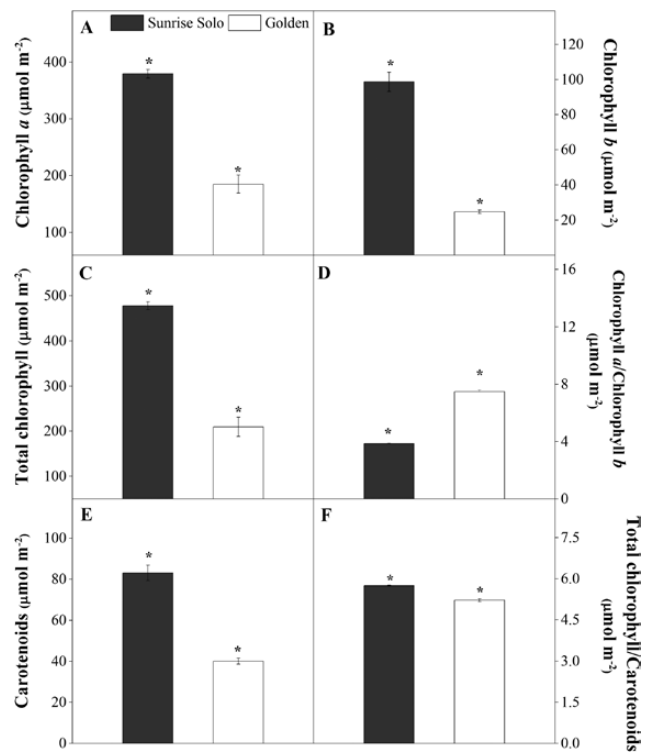 A
Sunrise Solo
Golden
B
Chlorophyll a (μmol m-2)
400
300
200
100
*
*
*
*
120
100
80
60
40
20
Chlorophyll b (μmol m-2)
C
D
Total chlorophyll (μmol m-2)
500
400
300
200
100
*
*
*
*
16
12
8
4
0
Chlorophyll a/Chlorophyll b
(μmol m-2)
E
F
Carotenoids (μmol m-2)
100
80
60
40
20
0
*
*
*
*
7.5
6.0
4.5
3.0
1.5
0.0
Total chlorophyll/Carotenoids
(μmol m-2)